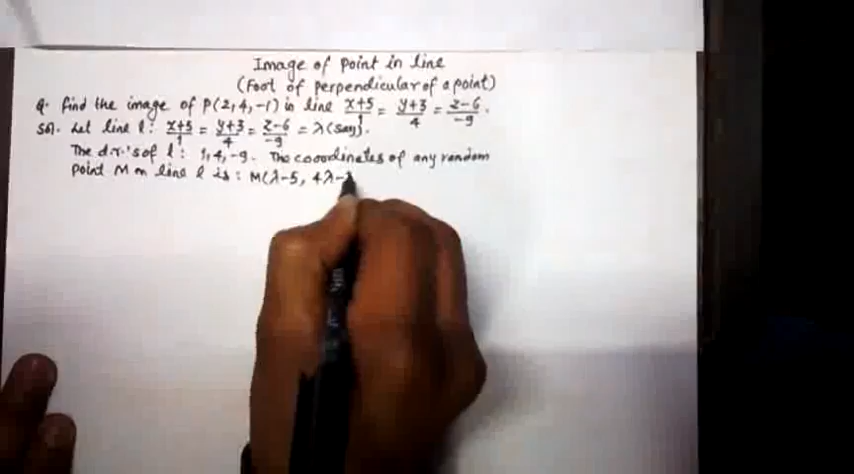 Image of Point in line
(Foot of perpendicular of a point)
Q. Find the image of P(2,4,-1) in line x+5/1 = y+3/4 = z-6/-9.
Sol. Let line l: x+5/1 = y+3/4 = z-6/-9 = λ(say).
The d.r.'s of l: 1,4,-9. The cooordinates of any random
Point M on line l is: M(λ-5, 4λ-